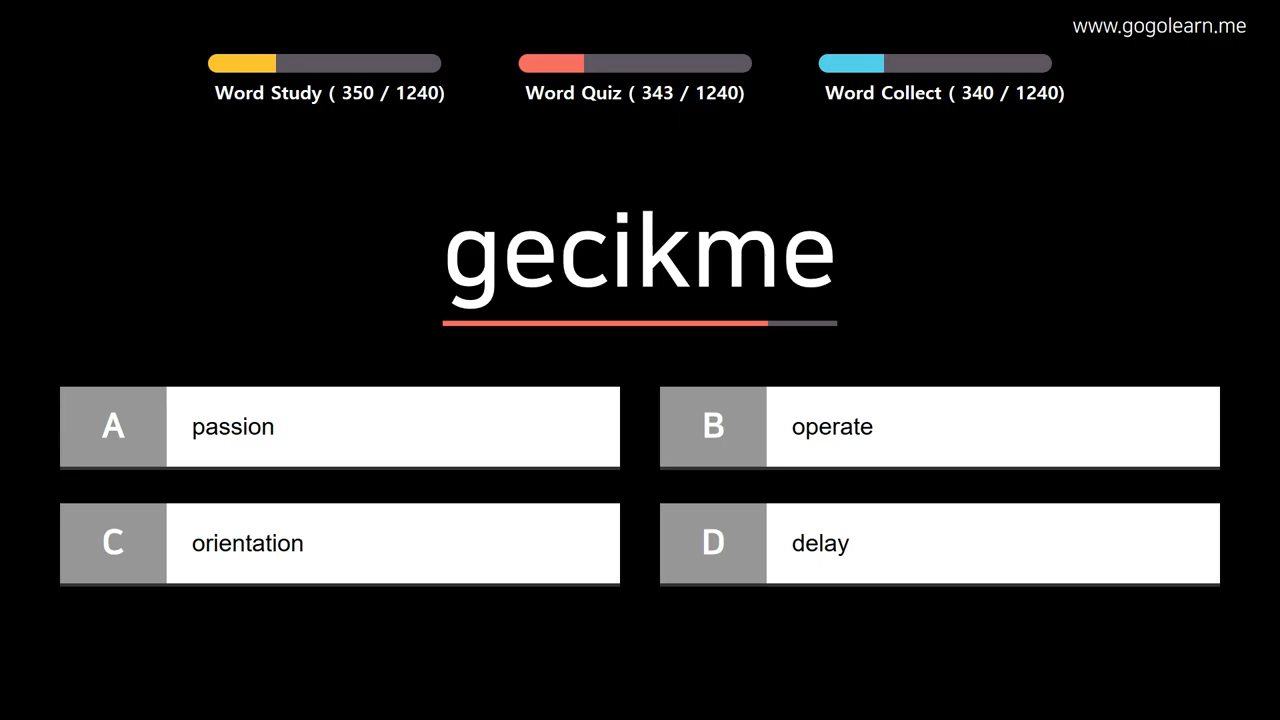 www.gogolearn.me
Word Study ( 350 / 1240)
Word Quiz ( 343 / 1240)
Word Collect ( 340 / 1240)
gecikme
A passion
B operate
C orientation
D delay